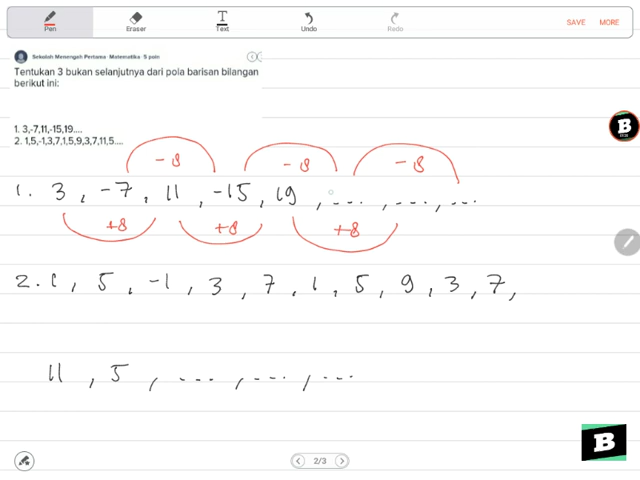 Pen Eraser Text Undo Redo SAVE MORE
Sekolah Menengah Pertama · Matematika · 5 poin
Tentukan 3 bukan selanjutnya dari pola barisan bilangan
berikut ini:
1. 3,-7,11,-15,19....
2. 1,5,-1,3,7,1,5,9,3,7,11,5....
-8 -8 -8
1. 3, -7, 11, -15, 19, ..., ..., ...
+8 +8 +8
2. 1, 5, -1, 3, 7, 1, 5, 9, 3, 7,
11, 5, ..., ..., ...
2/3
B
B